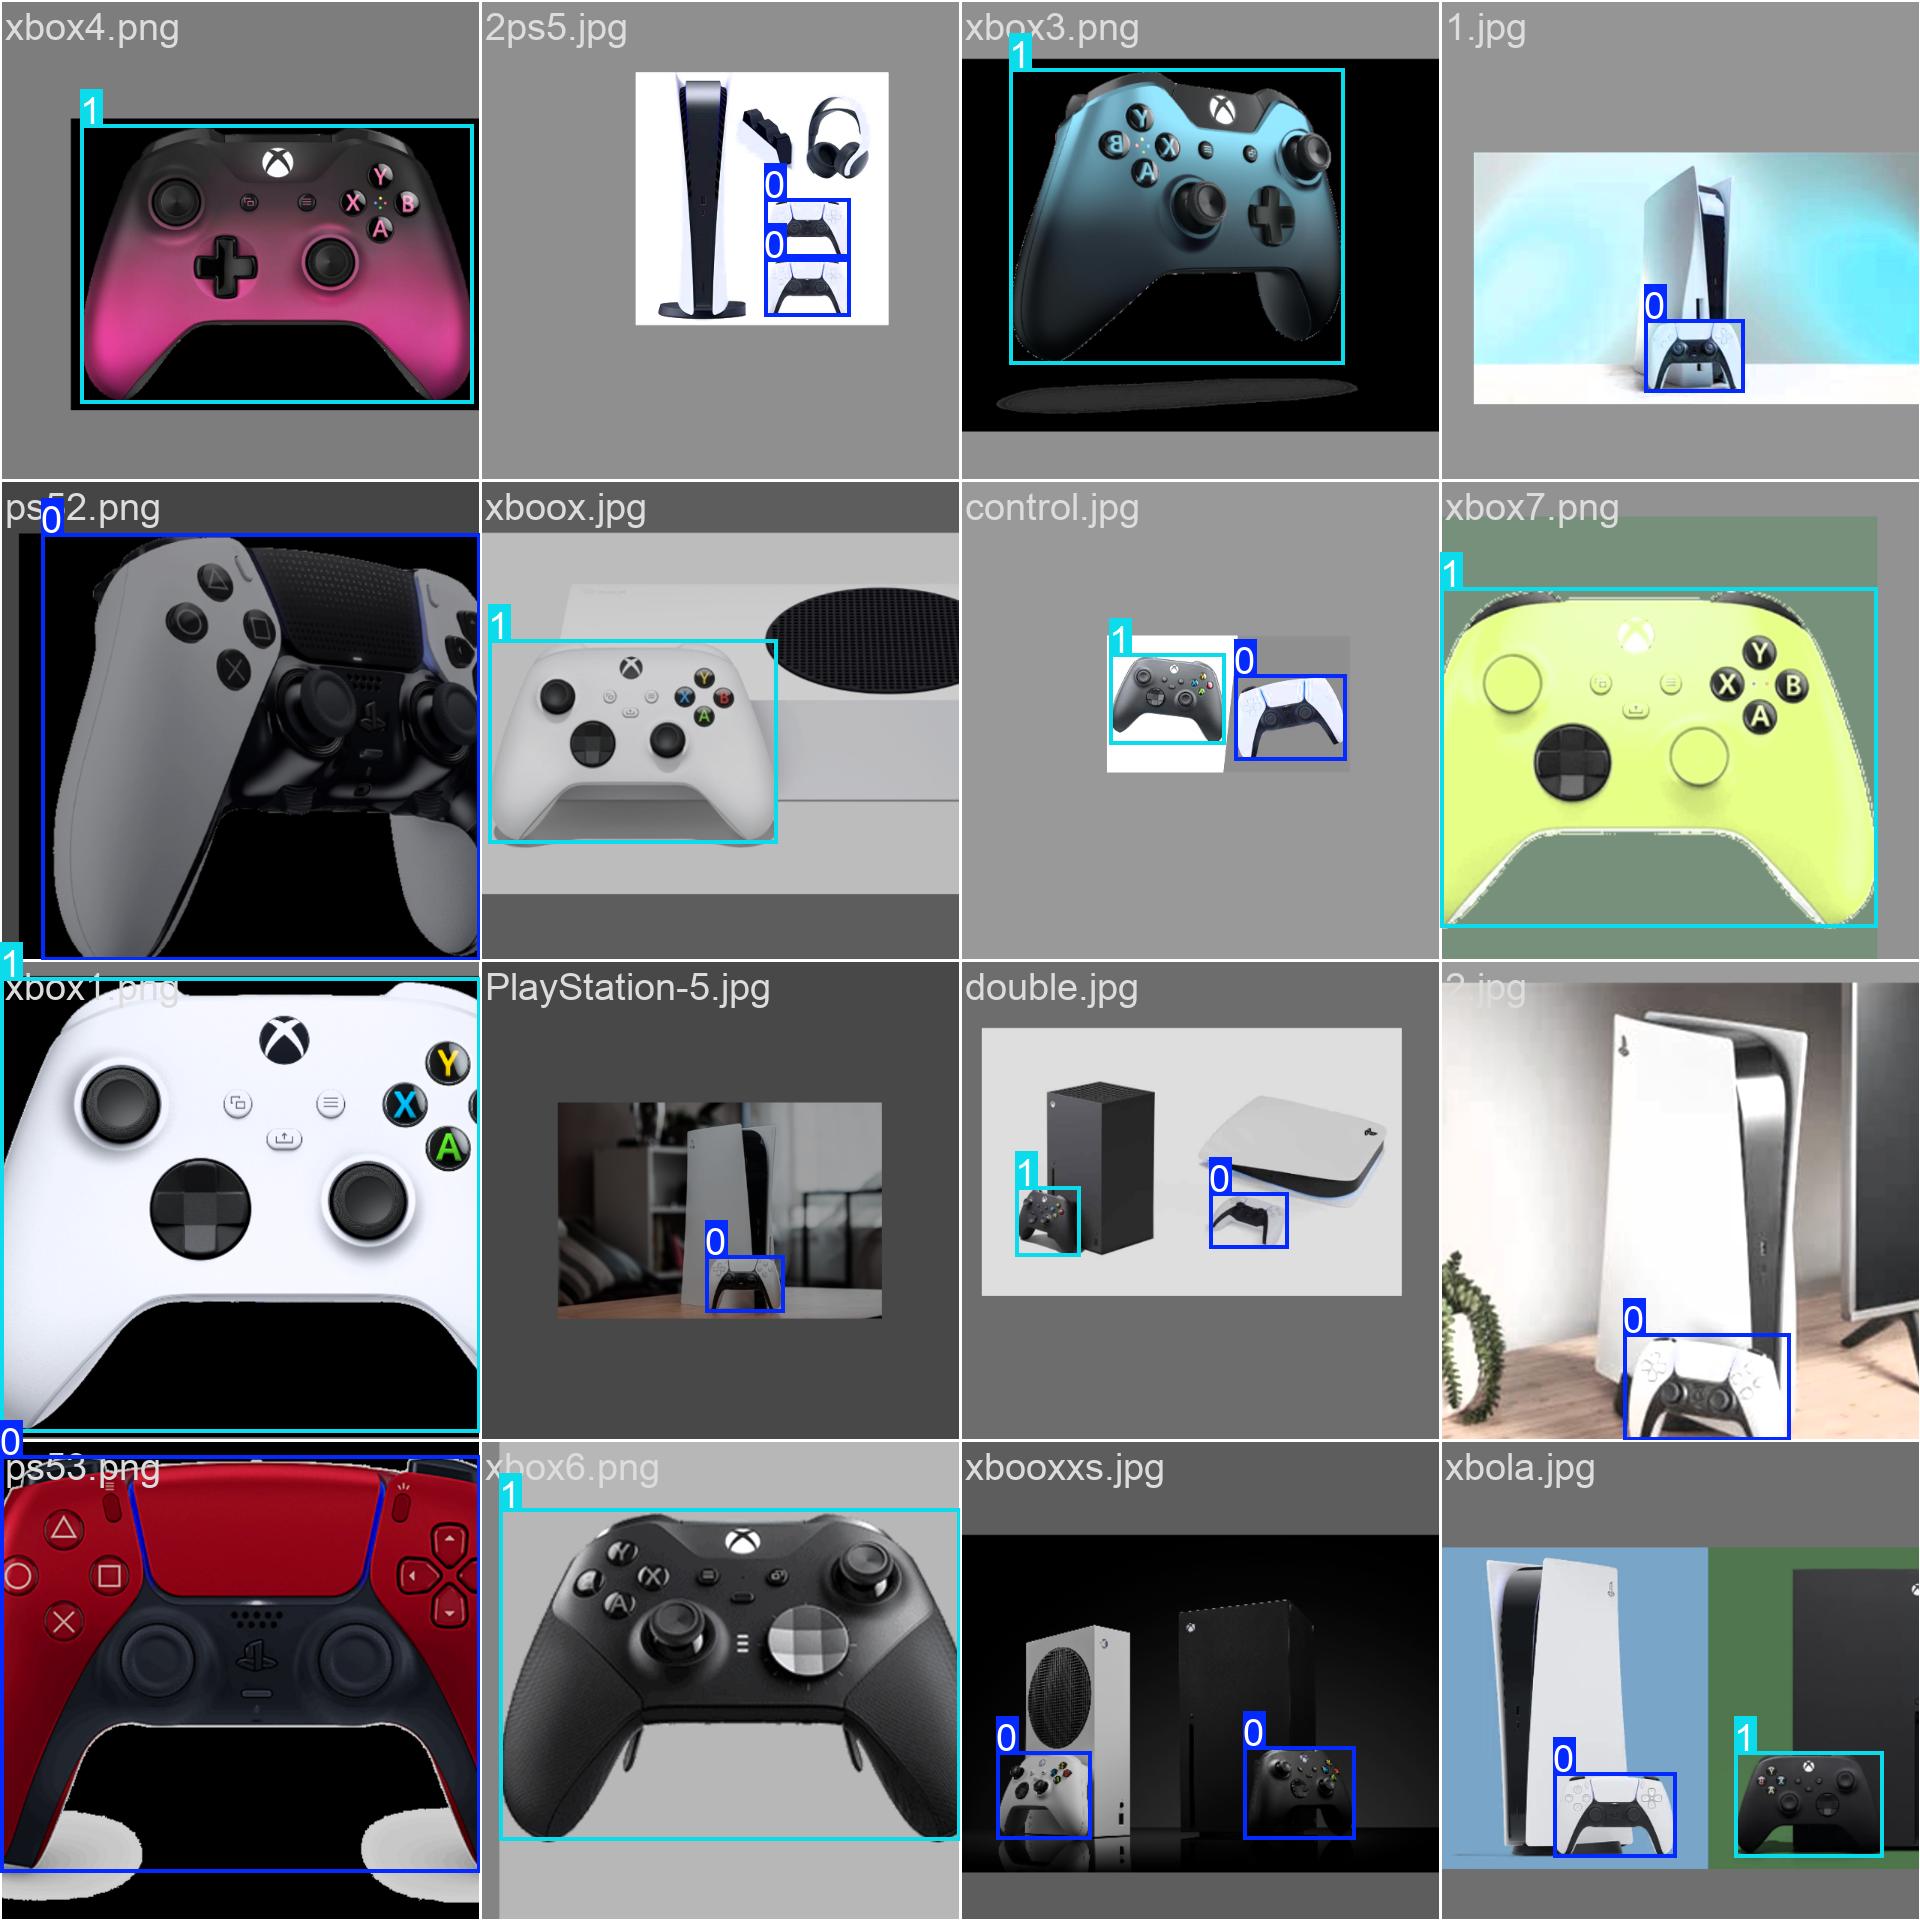 xbox4.png
1
Y
X
B
A
2ps5.jpg
0
0
xbox3.png
1
Y
B
X
A
1.jpg
0
ps52.png
0
xboox.jpg
1
Y
X
B
A
control.jpg
1
0
xbox7.png
1
Y
X
B
A
xbox1.png
1
Y
X
A
PlayStation-5.jpg
0
double.jpg
1
0
2.jpg
0
ps53.png
0
xbox6.png
1
Y
X
A
xbooxxs.jpg
0
0
xbola.jpg
0
1